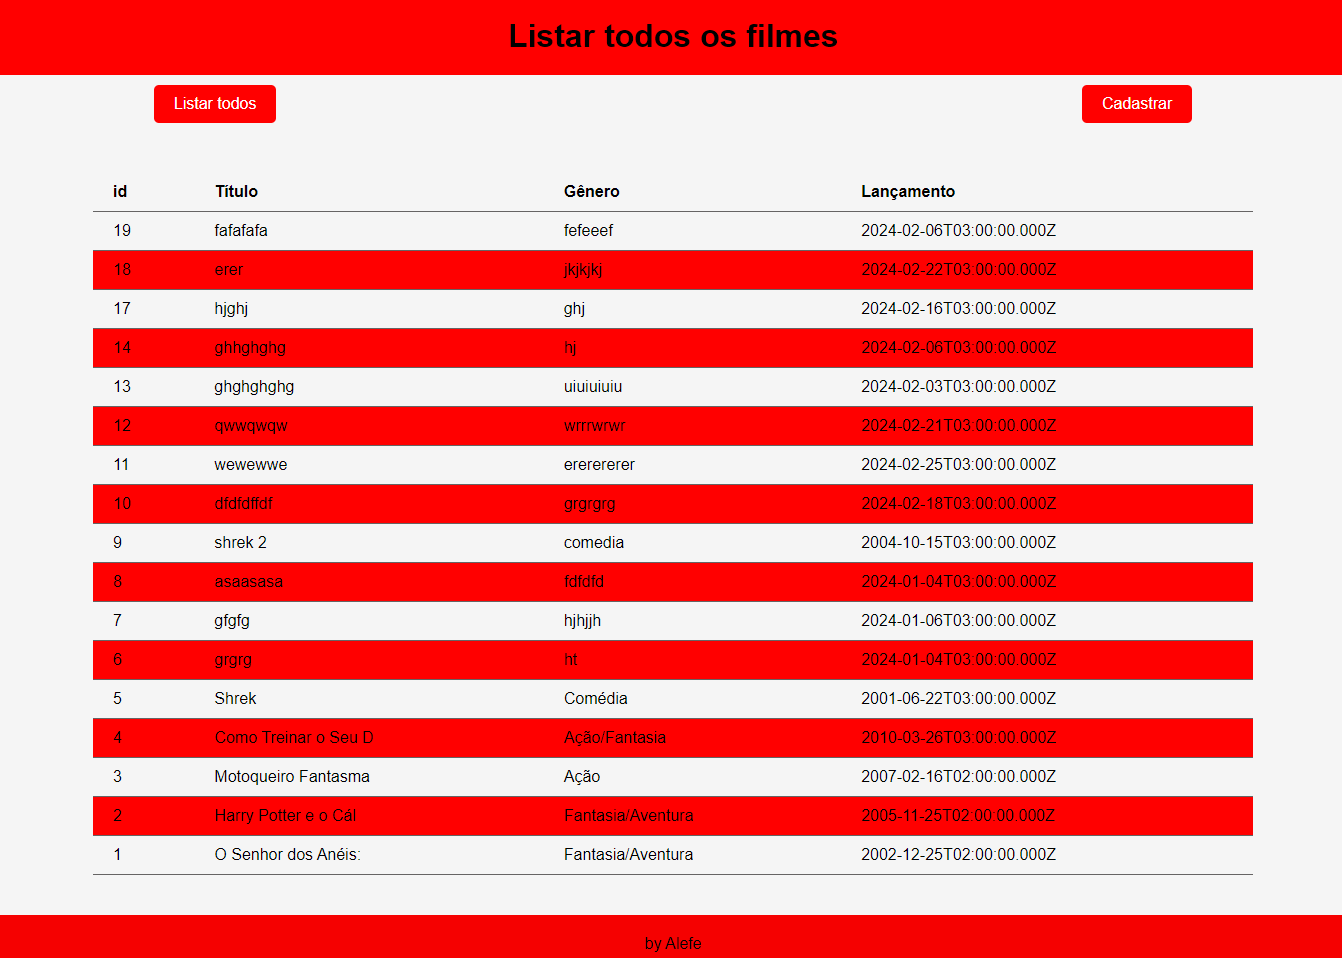 Listar todos os filmes
Listar todos Cadastrar
id Título Gênero Lançamento
19 fafafafa fefeeef 2024-02-06T03:00:00.000Z
18 erer jkjkjkj 2024-02-22T03:00:00.000Z
17 hjghj ghj 2024-02-16T03:00:00.000Z
14 ghhghghg hj 2024-02-06T03:00:00.000Z
13 ghghghghg uiuiuiuiu 2024-02-03T03:00:00.000Z
12 qwwqwqw wrrrwrwr 2024-02-21T03:00:00.000Z
11 wewewwe erererererer 2024-02-25T03:00:00.000Z
10 dfdfdffdf grgrgrg 2024-02-18T03:00:00.000Z
9 shrek 2 comedia 2004-10-15T03:00:00.000Z
8 asaasasa fdfdfd 2024-01-04T03:00:00.000Z
7 gfgfg hjhjjh 2024-01-06T03:00:00.000Z
6 grgrg ht 2024-01-04T03:00:00.000Z
5 Shrek Comédia 2001-06-22T03:00:00.000Z
4 Como Treinar o Seu D Ação/Fantasia 2010-03-26T03:00:00.000Z
3 Motoqueiro Fantasma Ação 2007-02-16T02:00:00.000Z
2 Harry Potter e o Cál Fantasia/Aventura 2005-11-25T02:00:00.000Z
1 O Senhor dos Anéis: Fantasia/Aventura 2002-12-25T02:00:00.000Z
by Alefe